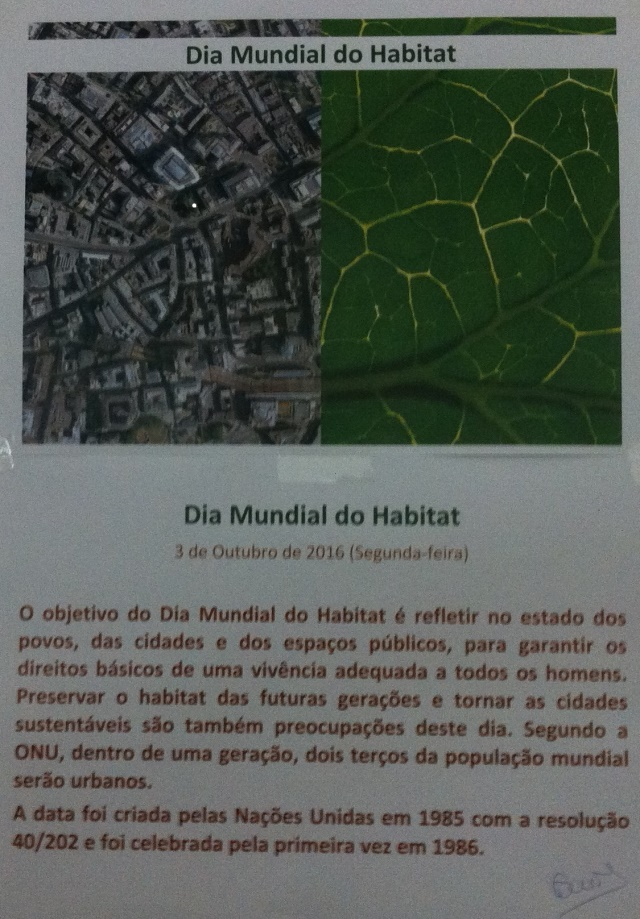 Dia Mundial do Habitat
Dia Mundial do Habitat
3 de Outubro de 2016 (Segunda-feira)
O objetivo do Dia Mundial do Habitat é refletir no estado dos
povos, das cidades e dos espaços públicos, para garantir os
direitos básicos de uma vivência adequada a todos os homens.
Preservar o habitat das futuras gerações e tornar as cidades
sustentáveis são também preocupações deste dia. Segundo a
ONU, dentro de uma geração, dois terços da população mundial
serão urbanos.
A data foi criada pelas Nações Unidas em 1985 com a resolução
40/202 e foi celebrada pela primeira vez em 1986.